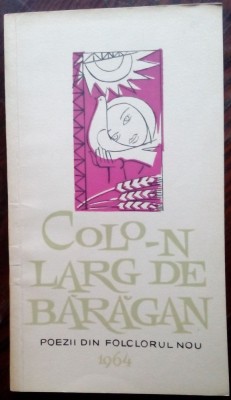 COLO-N
LARG DE
BĂRĂGAN
POEZII DIN FOLCLORUL NOU
1964